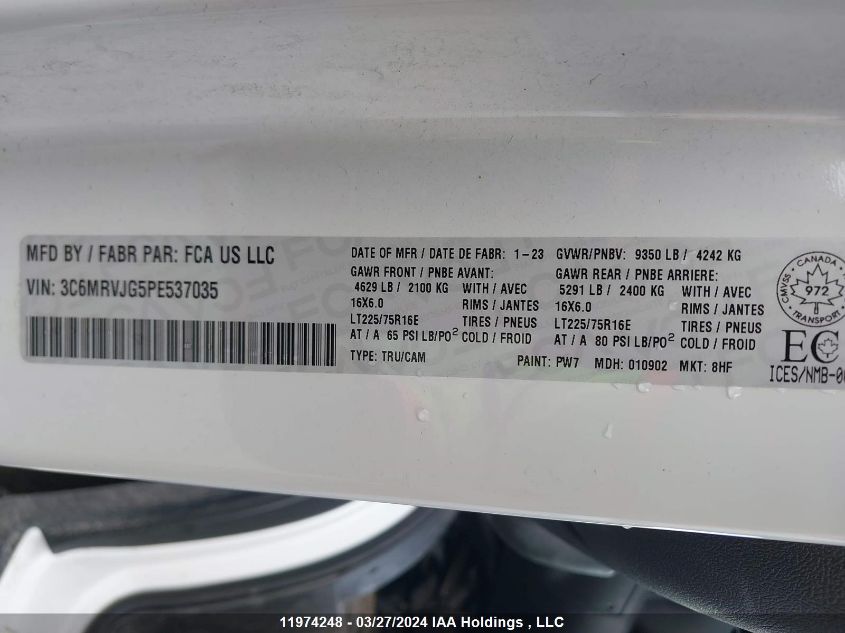 MFD BY / FABR PAR: FCA US LLC
VIN: 3C6MRVJG5PE537035
DATE OF MFR / DATE DE FABR: 1-23 GVWR/PNBV: 9350 LB / 4242 KG
GAWR FRONT / PNBE AVANT: GAWR REAR / PNBE ARRIERE:
4629 LB / 2100 KG WITH / AVEC 5291 LB / 2400 KG WITH / AVEC
16X6.0 RIMS / JANTES 16X6.0 RIMS / JANTES
LT225/75R16E TIRES / PNEUS LT225/75R16E TIRES / PNEUS
AT / A 65 PSI LB/PO² COLD / FROID AT / A 80 PSI LB/PO² COLD / FROID
TYPE: TRU/CAM PAINT: PW7 MDH: 010902 MKT: 8HF
CANADA
CMVSS 972
TRANSPORT
EC
ICES/NMB-
11974248 - 03/27/2024 IAA Holdings , LLC